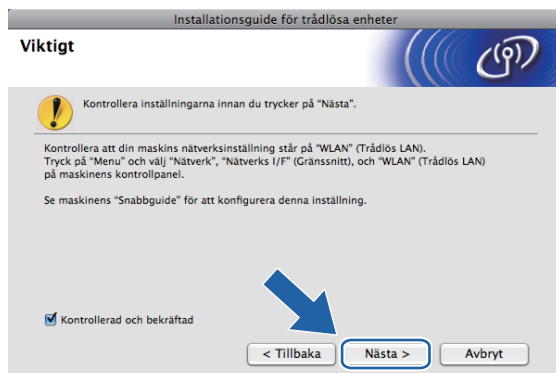 Installationsguide för trådlösa enheter
Viktigt
Kontrollera inställningarna innan du trycker på "Nästa".
Kontrollera att din maskins nätverksinställning står på "WLAN" (Trådlös LAN).
Tryck på "Menu" och välj "Nätverk", "Nätverks I/F" (Gränssnitt), och "WLAN" (Trådlös LAN)
på maskinens kontrollpanel.
Se maskinens "Snabbguide" för att konfigurera denna inställning.
Kontrollerad och bekräftad
< Tillbaka
Nästa >
Avbryt